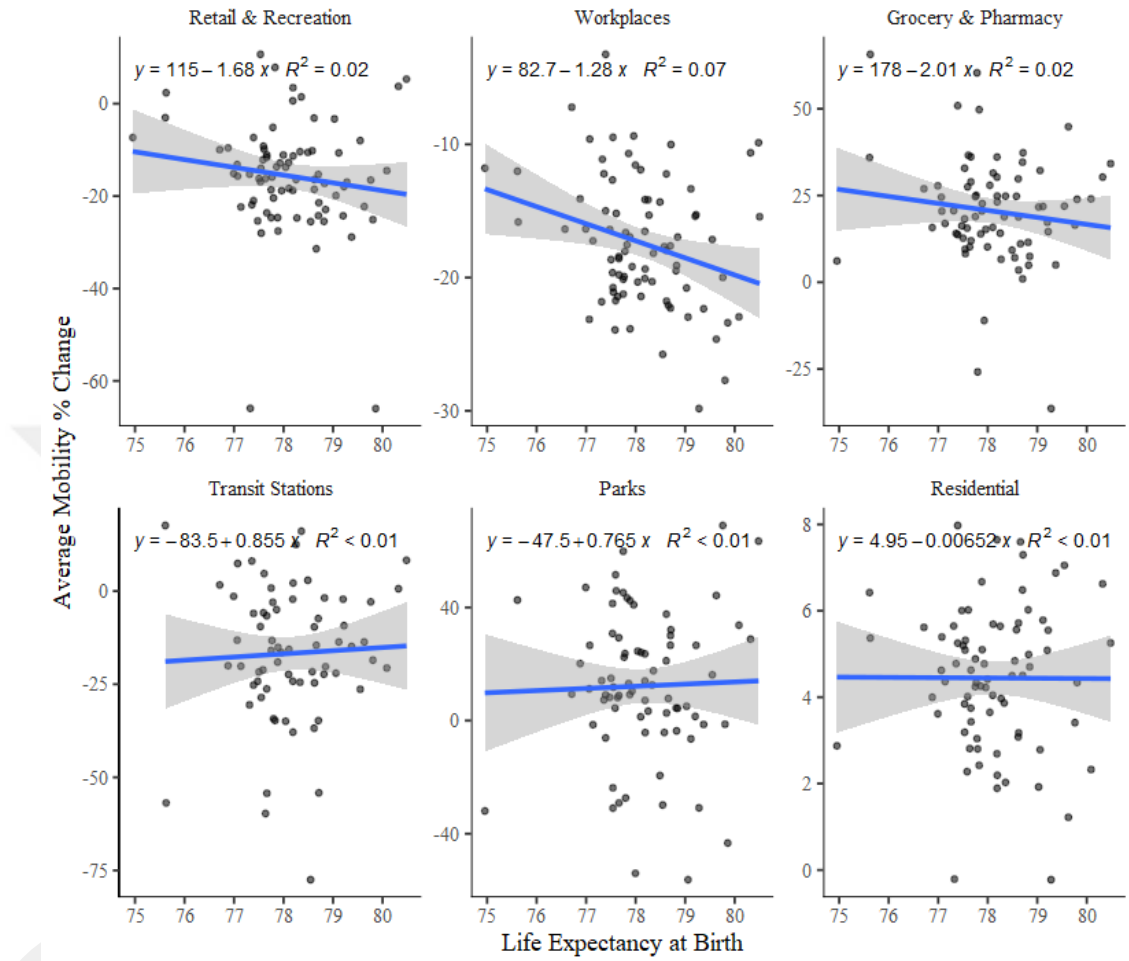 Retail & Recreation
y = 115 − 1.68 x R² = 0.02
0
-20
-40
-60
75 76 77 78 79 80
Workplaces
y = 82.7 − 1.28 x R² = 0.07
-10
-20
-30
75 76 77 78 79 80
Grocery & Pharmacy
y = 178 − 2.01 x R² = 0.02
50
25
0
-25
75 76 77 78 79 80
Transit Stations
y = −83.5 + 0.855 x R² < 0.01
0
-25
-50
-75
75 76 77 78 79 80
Parks
y = −47.5 + 0.765 x R² < 0.01
40
0
-40
75 76 77 78 79 80
Residential
y = 4.95 − 0.00652 x R² < 0.01
8
6
4
2
0
75 76 77 78 79 80
Average Mobility % Change
Life Expectancy at Birth